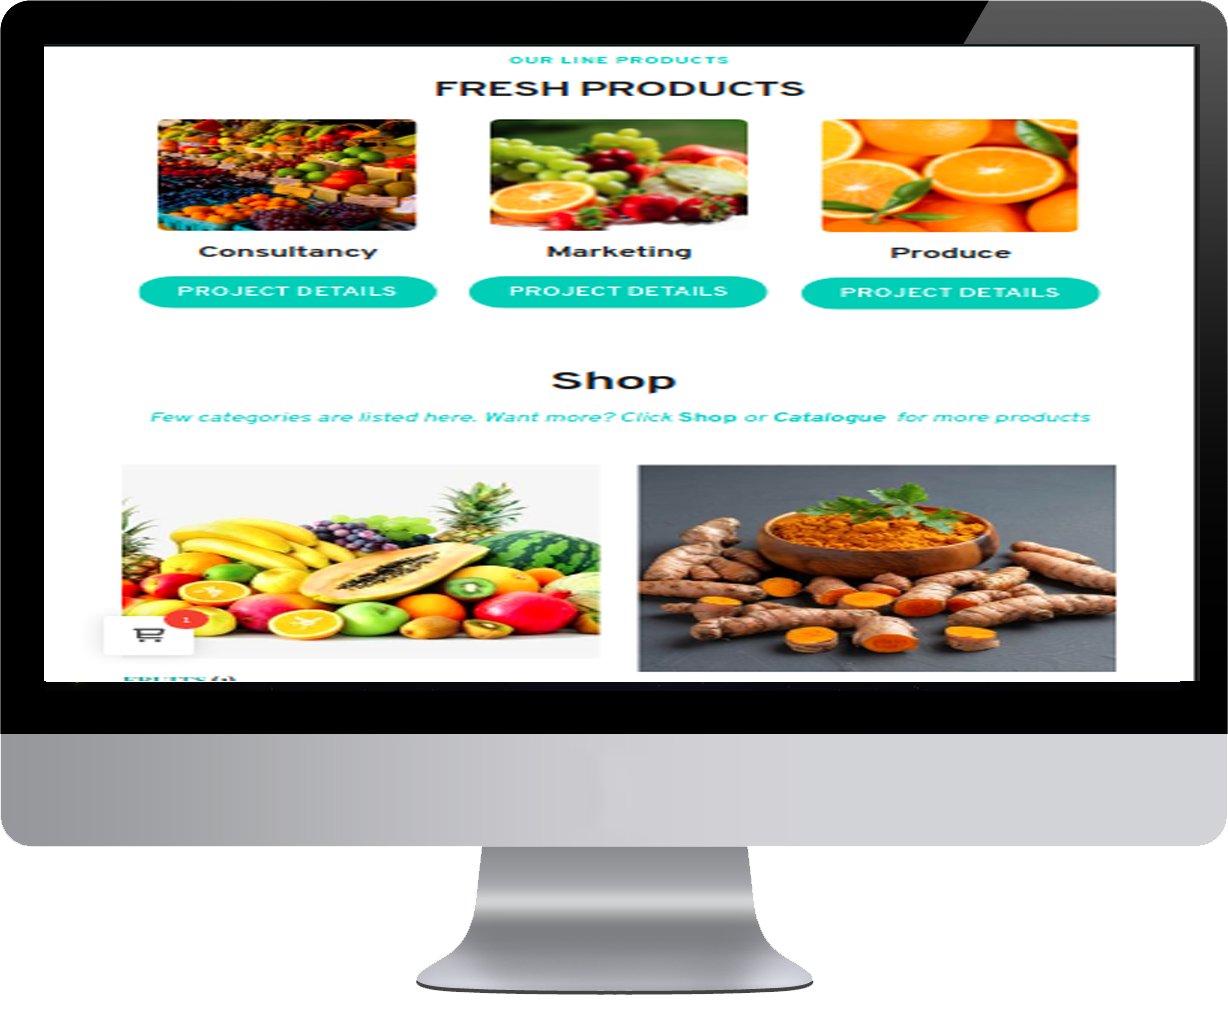 OUR LINE PRODUCTS
FRESH PRODUCTS
Consultancy
Marketing
Produce
PROJECT DETAILS
PROJECT DETAILS
PROJECT DETAILS
Shop
Few categories are listed here. Want more? Click Shop or Catalogue for more products
1